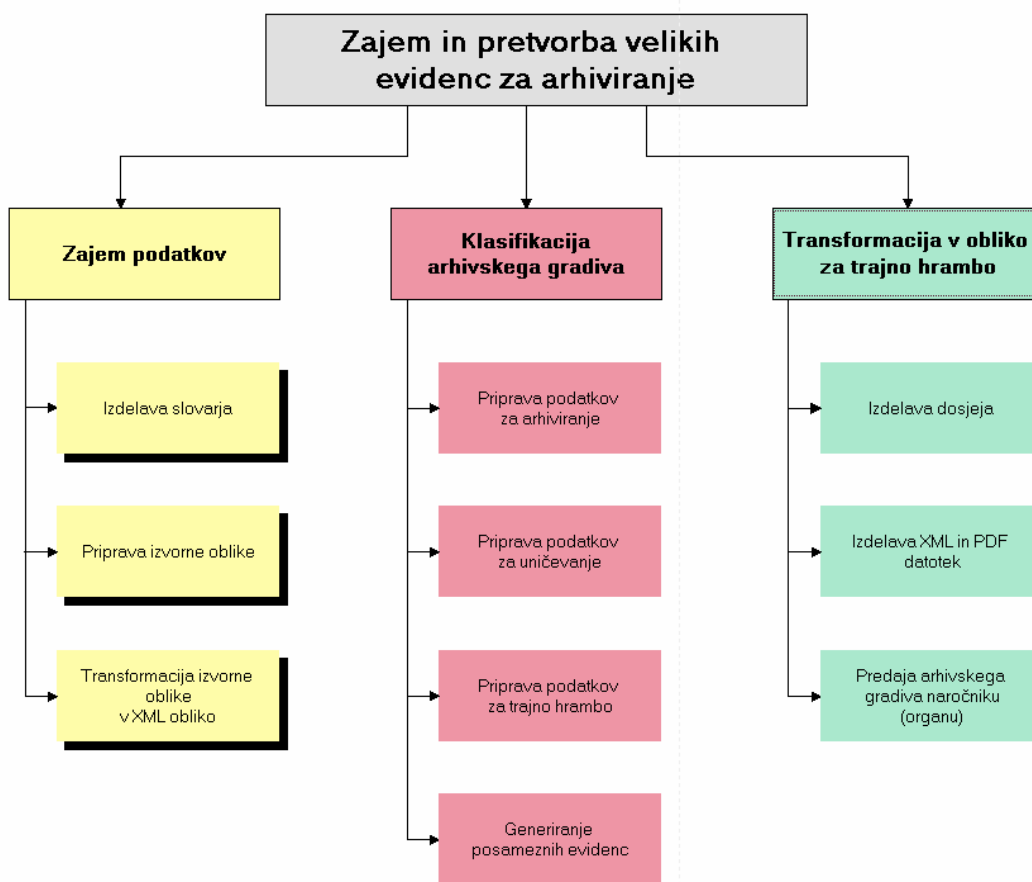 Zajem in pretvorba velikih
evidenc za arhiviranje
Zajem podatkov
Izdelava slovarja
Priprava izvorne oblike
Transformacija izvorne
oblike
v XML obliko
Klasifikacija
arhivskega gradiva
Priprava podatkov
za arhiviranje
Priprava podatkov
za uničevanje
Priprava podatkov
za trajno hrambo
Generiranje
posameznih evidenc
Transformacija v obliko
za trajno hrambo
Izdelava dosjeja
Izdelava XML in PDF
datotek
Predaja arhivskega
gradiva naročniku
(organu)